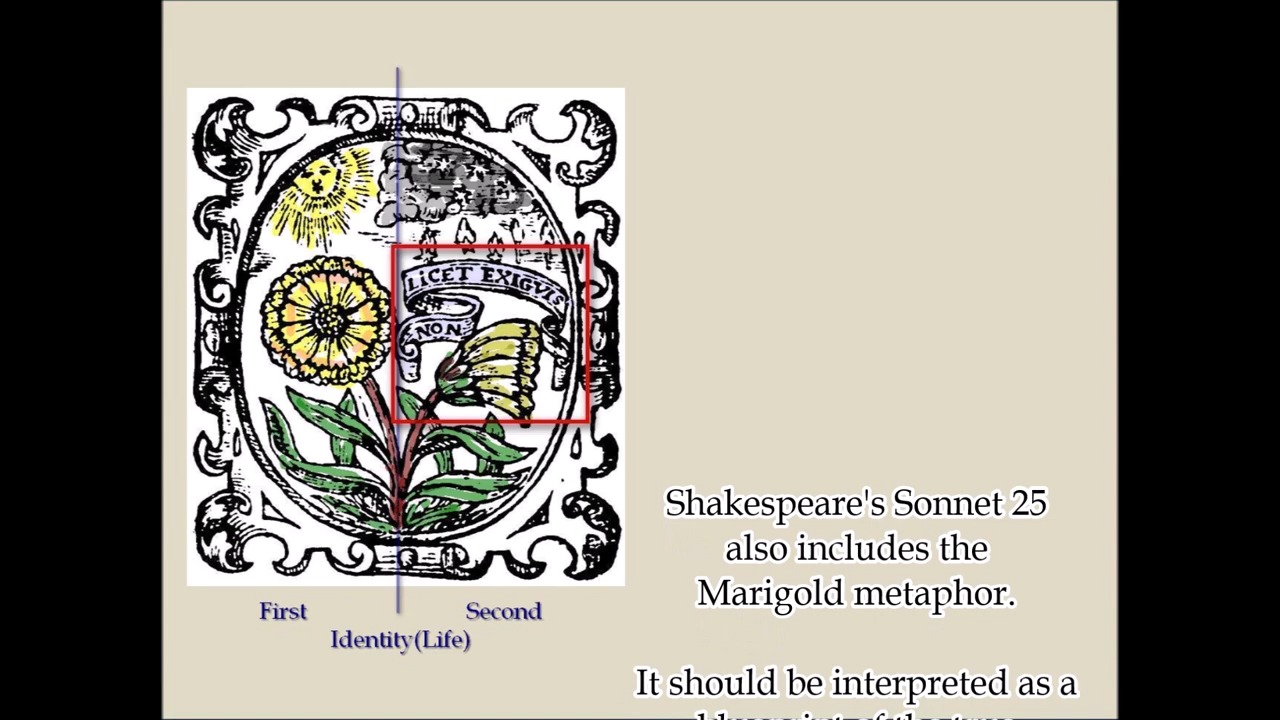 LICET EXIGVIS
NON
First
Second
Identity(Life)
Shakespeare's Sonnet 25
also includes the
Marigold metaphor.
It should be interpreted as a